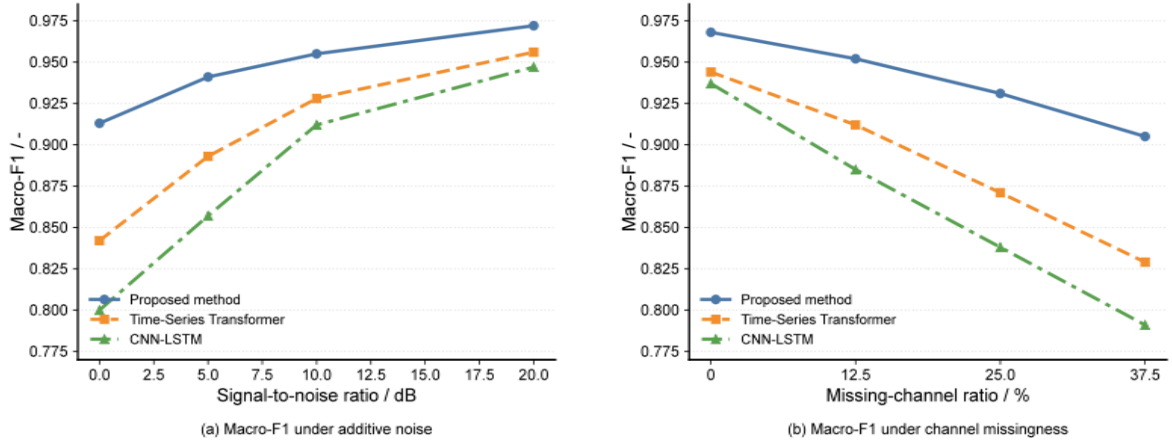 0.975
0.950
0.925
0.900
0.875
0.850
0.825
0.800
0.775
Macro-F1 / -
Proposed method
Time-Series Transformer
CNN-LSTM
0.0 2.5 5.0 7.5 10.0 12.5 15.0 17.5 20.0
Signal-to-noise ratio / dB
(a) Macro-F1 under additive noise
0.975
0.950
0.925
0.900
0.875
0.850
0.825
0.800
0.775
Macro-F1 / -
Proposed method
Time-Series Transformer
CNN-LSTM
0 12.5 25.0 37.5
Missing-channel ratio / %
(b) Macro-F1 under channel missingness